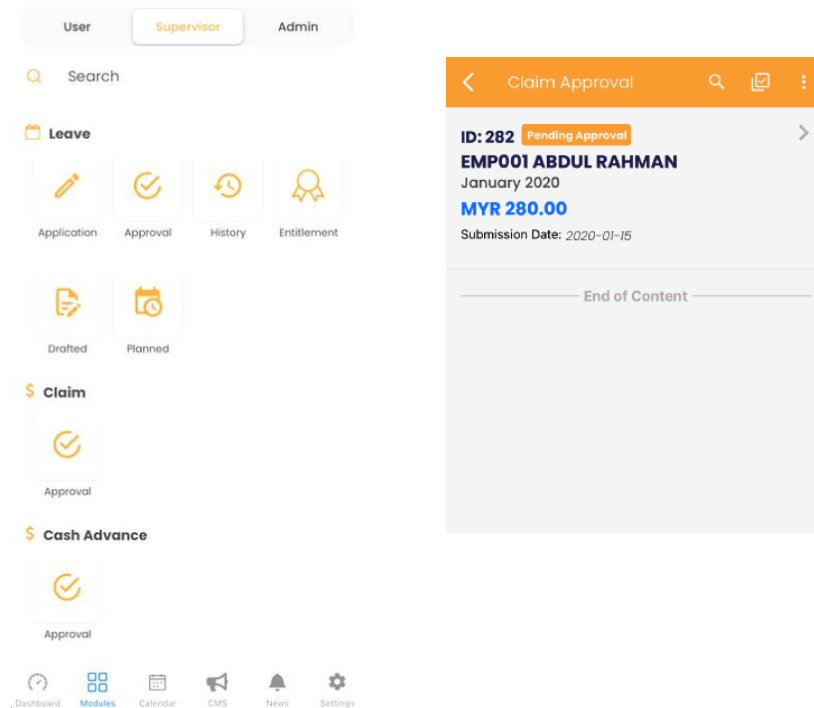 User Supervisor Admin
Search
Leave
Application Approval History Entitlement
Drafted Planned
$ Claim
Approval
$ Cash Advance
Approval
Dashboard Modules Calendar CMS News Settings
Claim Approval
ID: 282 Pending Approval
EMP001 ABDUL RAHMAN
January 2020
MYR 280.00
Submission Date: 2020-01-15
End of Content